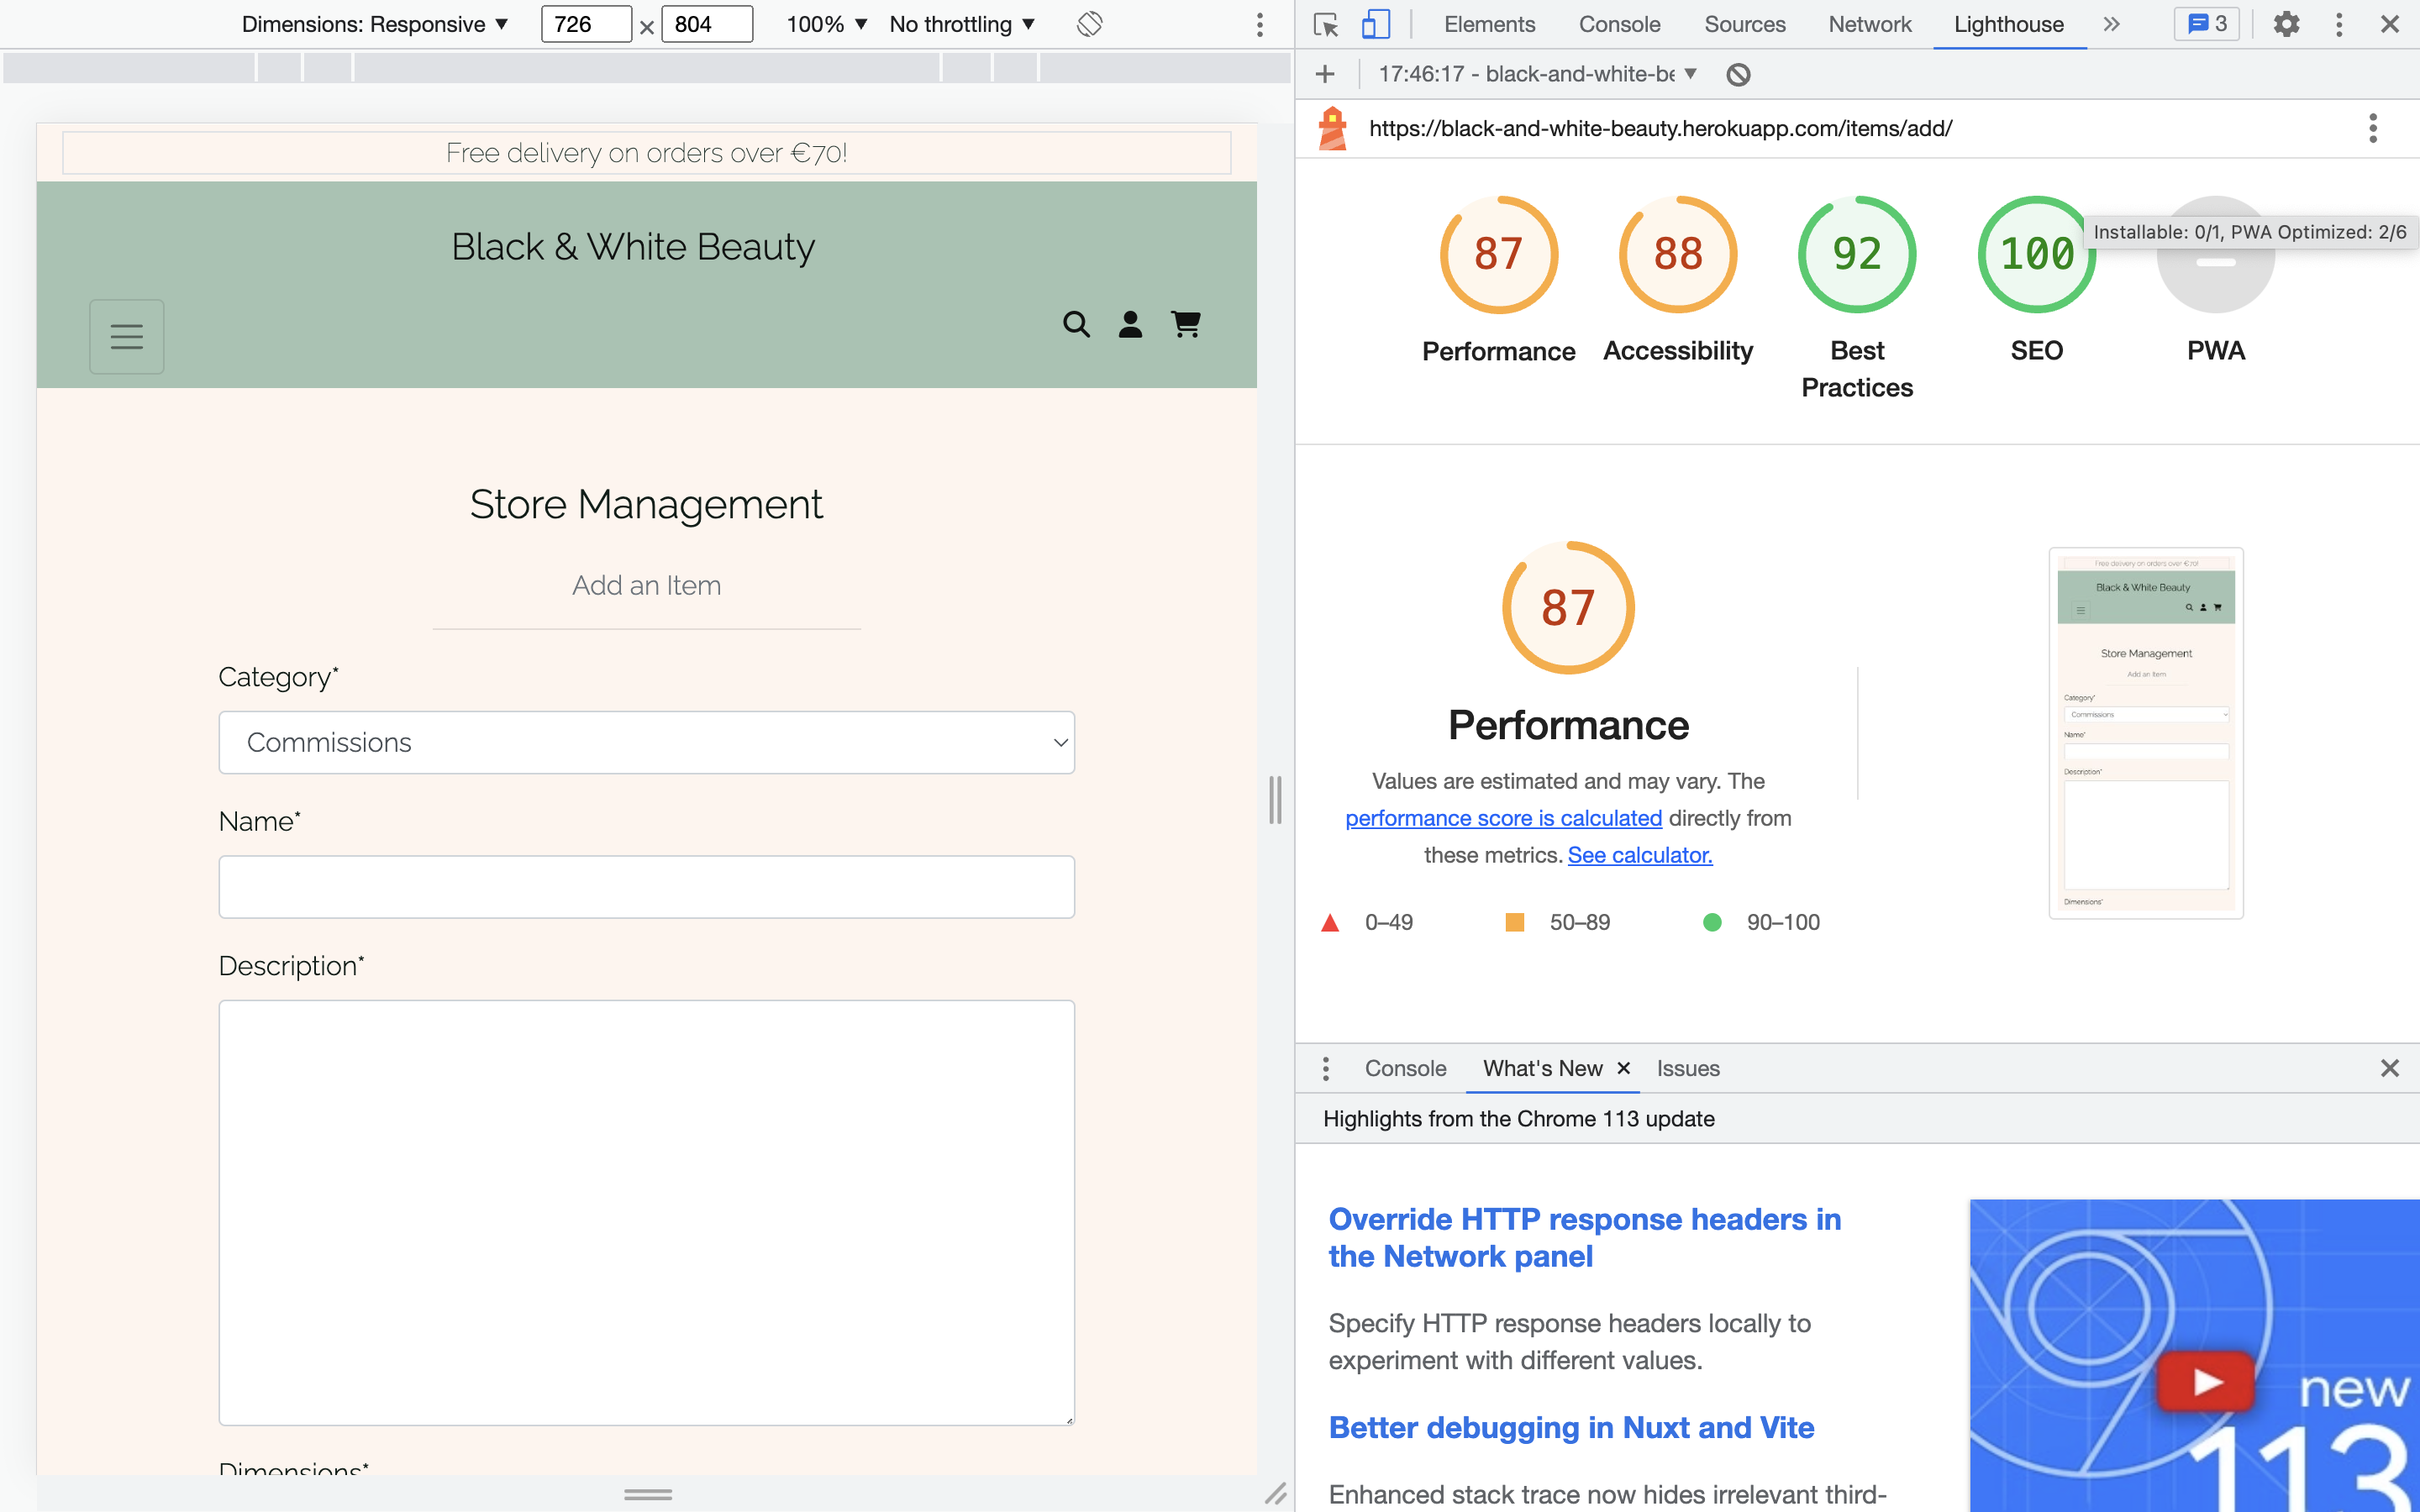 Dimensions: Responsive ▼ 726 × 804 100% ▼ No throttling ▼
Free delivery on orders over €70!
Black & White Beauty
Store Management
Add an Item
Category*
Commissions
Name*
Description*
Dimensions*
Elements Console Sources Network Lighthouse » 3
17:46:17 - black-and-white-be ▼
https://black-and-white-beauty.herokuapp.com/items/add/
87 88 92 100
Installable: 0/1, PWA Optimized: 2/6
Performance Accessibility Best Practices SEO PWA
87
Performance
Values are estimated and may vary. The
performance score is calculated directly from
these metrics. See calculator.
0–49 50–89 90–100
Free delivery on orders over €70!
Black & White Beauty
Store Management
Add an Item
Category*
Commissions
Name*
Description*
Dimensions*
Console What's New × Issues
Highlights from the Chrome 113 update
Override HTTP response headers in
the Network panel
Specify HTTP response headers locally to
experiment with different values.
Better debugging in Nuxt and Vite
Enhanced stack trace now hides irrelevant third-
new
113